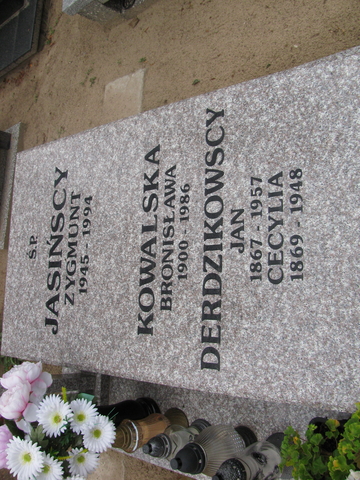 Ś.P.
JASIŃSCY
ZYGMUNT
1945 - 1994
KOWALSKA
BRONISŁAWA
1900 - 1986
DERDZIKOWSCY
JAN
1867 - 1957
CECYLIA
1869 - 1948